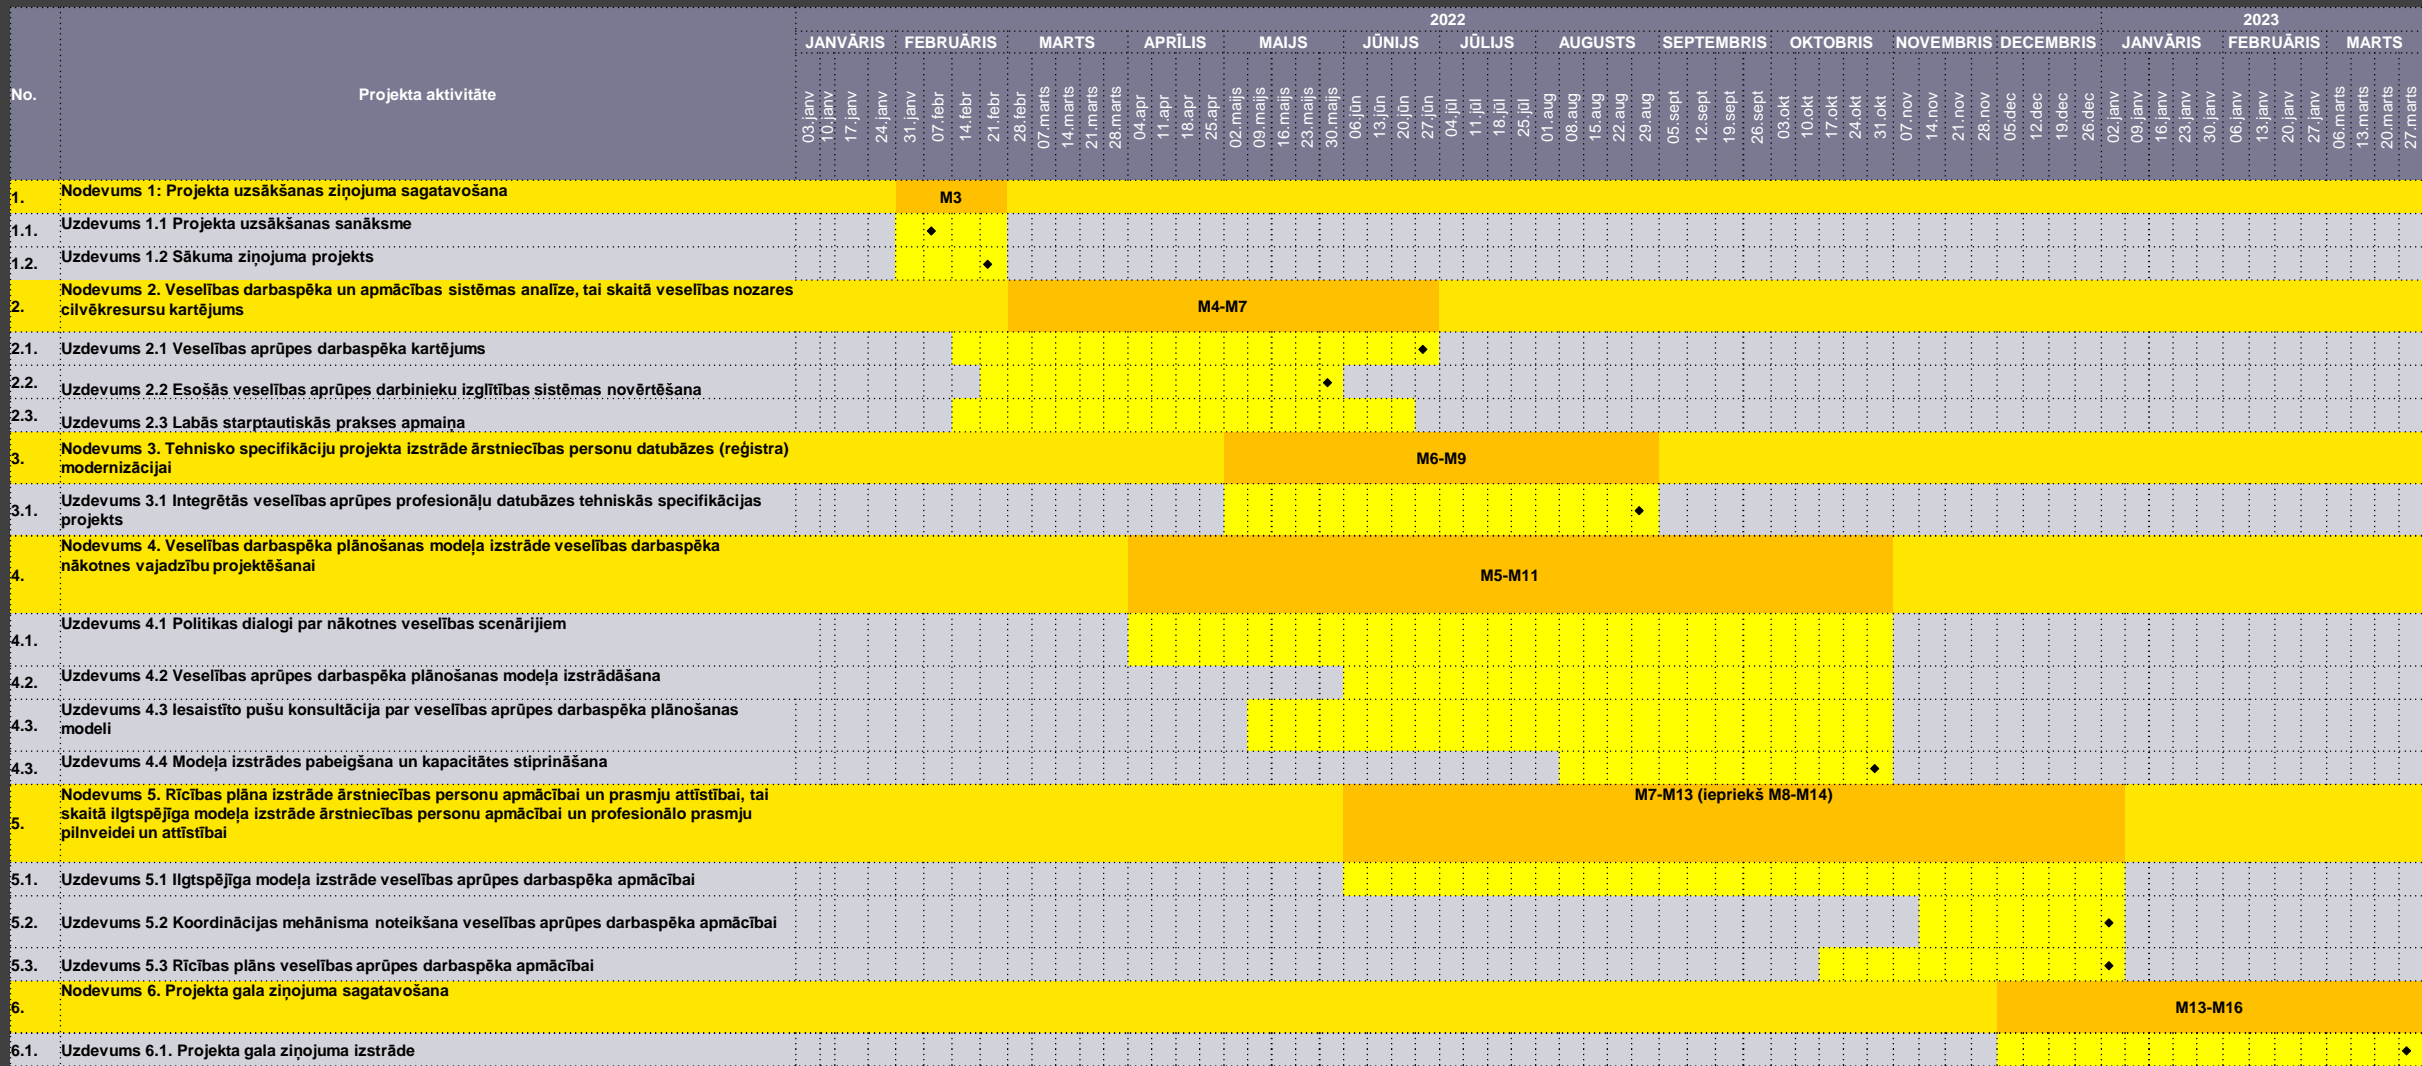 2022 2023
JANVĀRIS FEBRUĀRIS MARTS APRĪLIS MAIJS JŪNIJS JŪLIJS AUGUSTS SEPTEMBRIS OKTOBRIS NOVEMBRIS DECEMBRIS JANVĀRIS FEBRUĀRIS MARTS
No. Projekta aktivitāte 03.janv 10.janv 17.janv 24.janv 31.janv 07.febr 14.febr 21.febr 28.febr 07.marts 14.marts 21.marts 28.marts 04.apr 11.apr 18.apr 25.apr 02.maijs 09.maijs 16.maijs 23.maijs 30.maijs 06.jūn 13.jūn 20.jūn 27.jūn 04.jūl 11.jūl 18.jūl 25.jūl 01.aug 08.aug 15.aug 22.aug 29.aug 05.sept 12.sept 19.sept 26.sept 03.okt 10.okt 17.okt 24.okt 31.okt 07.nov 14.nov 21.nov 28.nov 05.dec 12.dec 19.dec 26.dec 02.janv 09.janv 16.janv 23.janv 30.janv 06.janv 13.janv 20.janv 27.janv 06.marts 13.marts 20.marts 27.marts
1. Nodevums 1: Projekta uzsākšanas ziņojuma sagatavošana M3
1.1. Uzdevums 1.1 Projekta uzsākšanas sanāksme
1.2. Uzdevums 1.2 Sākuma ziņojuma projekts
2. Nodevums 2. Veselības darbaspēka un apmācības sistēmas analīze, tai skaitā veselības nozares
cilvēkresursu kartējums M4-M7
2.1. Uzdevums 2.1 Veselības aprūpes darbaspēka kartējums
2.2. Uzdevums 2.2 Esošās veselības aprūpes darbinieku izglītības sistēmas novērtēšana
2.3. Uzdevums 2.3 Labās starptautiskās prakses apmaiņa
3. Nodevums 3. Tehnisko specifikāciju projekta izstrāde ārstniecības personu datubāzes (reģistra)
modernizācijai M6-M9
3.1. Uzdevums 3.1 Integrētās veselības aprūpes profesionāļu datubāzes tehniskās specifikācijas
projekts
4. Nodevums 4. Veselības darbaspēka plānošanas modeļa izstrāde veselības darbaspēka
nākotnes vajadzību projektēšanai M5-M11
4.1. Uzdevums 4.1 Politikas dialogi par nākotnes veselības scenārijiem
4.2. Uzdevums 4.2 Veselības aprūpes darbaspēka plānošanas modeļa izstrādāšana
4.3. Uzdevums 4.3 Iesaistīto pušu konsultācija par veselības aprūpes darbaspēka plānošanas
modeli
4.3. Uzdevums 4.4 Modeļa izstrādes pabeigšana un kapacitātes stiprināšana
5. Nodevums 5. Rīcības plāna izstrāde ārstniecības personu apmācībai un prasmju attīstībai, tai M7-M13 (iepriekš M8-M14)
skaitā ilgtspējīga modeļa izstrāde ārstniecības personu apmācībai un profesionālo prasmju
pilnveidei un attīstībai
5.1. Uzdevums 5.1 Ilgtspējīga modeļa izstrāde veselības aprūpes darbaspēka apmācībai
5.2. Uzdevums 5.2 Koordinācijas mehānisma noteikšana veselības aprūpes darbaspēka apmācībai
5.3. Uzdevums 5.3 Rīcības plāns veselības aprūpes darbaspēka apmācībai
6. Nodevums 6. Projekta gala ziņojuma sagatavošana M13-M16
6.1. Uzdevums 6.1. Projekta gala ziņojuma izstrāde